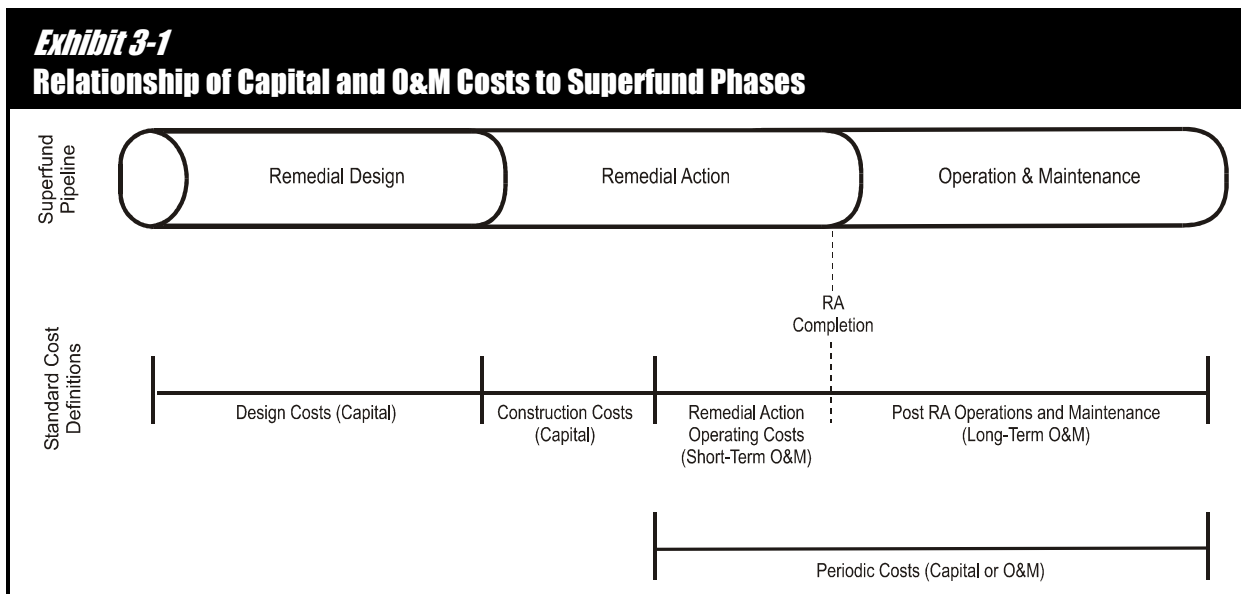 Exhibit 3-1
Relationship of Capital and O&M Costs to Superfund Phases
Superfund
Pipeline
Remedial Design
Remedial Action
Operation & Maintenance
RA
Completion
Standard Cost
Definitions
Design Costs (Capital)
Construction Costs
(Capital)
Remedial Action
Operating Costs
(Short-Term O&M)
Post RA Operations and Maintenance
(Long-Term O&M)
Periodic Costs (Capital or O&M)